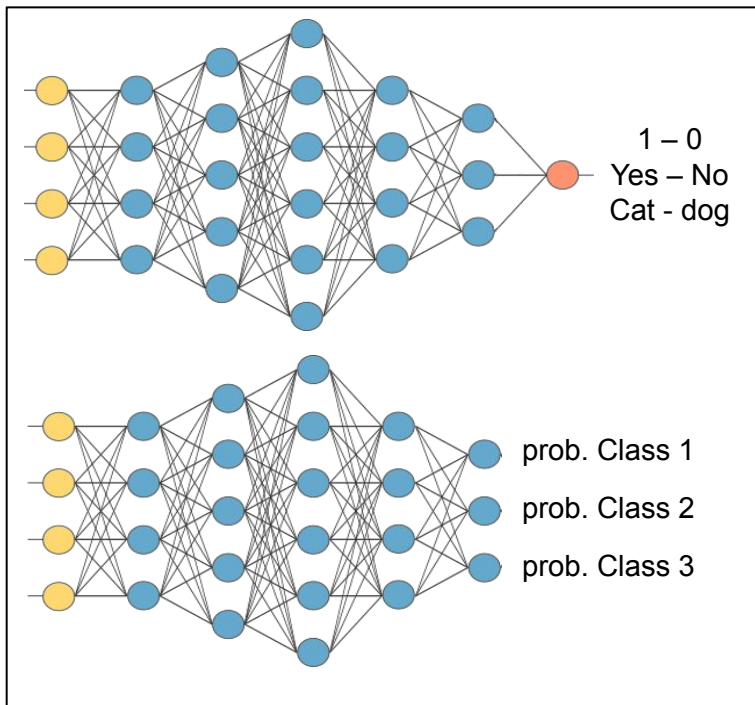 1 – 0
Yes – No
Cat - dog
prob. Class 1
prob. Class 2
prob. Class 3